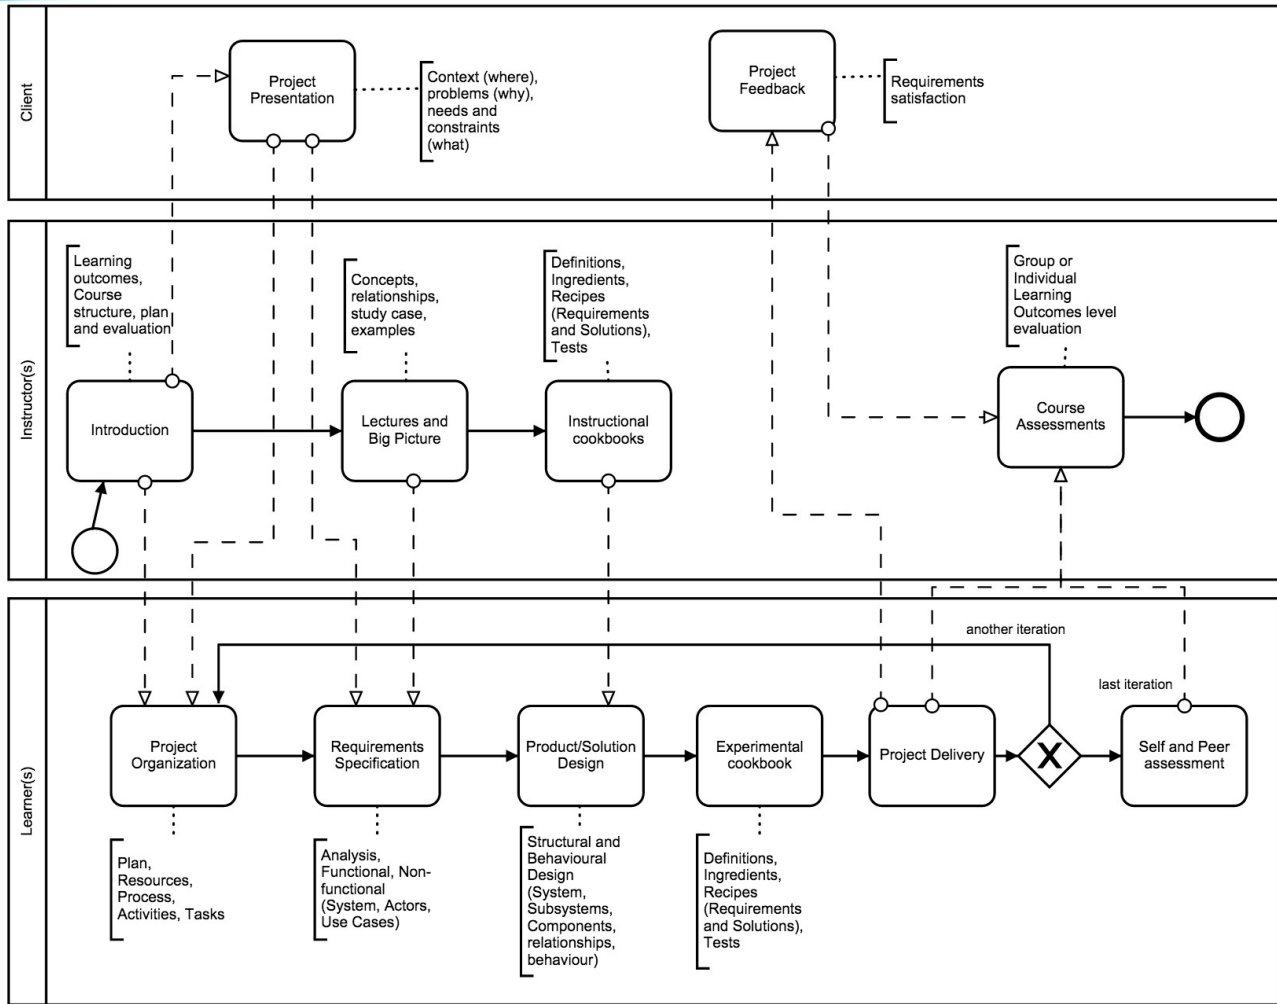 Client
Project
Presentation
Context (where),
problems (why),
needs and
constraints
(what)
Project
Feedback
Requirements
satisfaction
Instructor(s)
Learning
outcomes,
Course
structure, plan
and evaluation
Concepts,
relationships,
study case,
examples
Definitions,
Ingredients,
Recipes
(Requirements
and Solutions),
Tests
Group or
Individual
Learning
Outcomes level
evaluation
Introduction
Lectures and
Big Picture
Instructional
cookbooks
Course
Assessments
Learner(s)
another iteration
last iteration
Project
Organization
Requirements
Specification
Product/Solution
Design
Experimental
cookbook
Project Delivery
X
Self and Peer
assessment
Plan,
Resources,
Process,
Activities, Tasks
Analysis,
Functional, Non-
functional
(System, Actors,
Use Cases)
Structural and
Behavioural
Design
(System,
Subsystems,
Components,
relationships,
behaviour)
Definitions,
Ingredients,
Recipes
(Requirements
and Solutions),
Tests